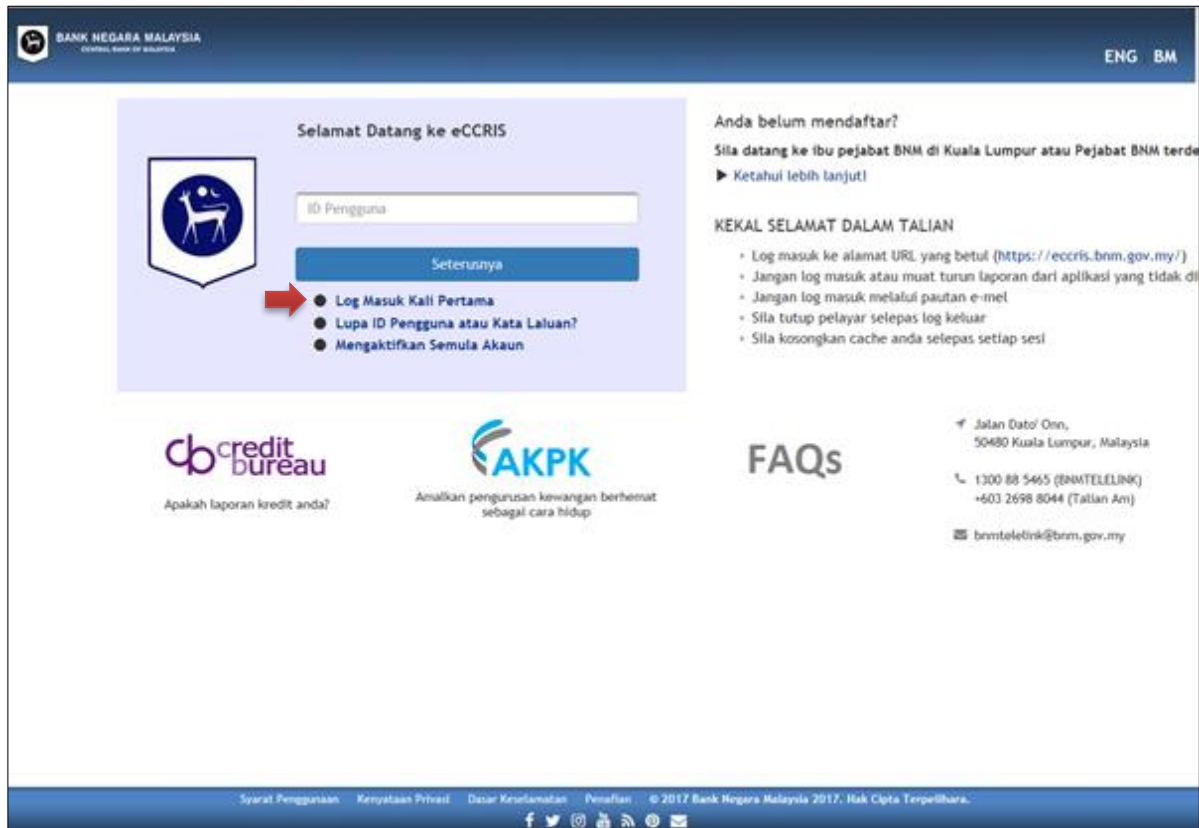 BANK NEGARA MALAYSIA
CENTRAL BANK OF MALAYSIA
ENG BM
Selamat Datang ke eCCRIS
ID Pengguna
Seterusnya
Log Masuk Kali Pertama
Lupa ID Pengguna atau Kata Laluan?
Mengaktifkan Semula Akaun
Anda belum mendaftar?
Sila datang ke ibu pejabat BNM di Kuala Lumpur atau Pejabat BNM terde
Ketahui lebih lanjut!
KEKAL SELAMAT DALAM TALIAN
Log masuk ke alamat URL yang betul (https://eccris.bnm.gov.my/)
Jangan log masuk atau muat turun laporan dari aplikasi yang tidak di
Jangan log masuk melalui pautan e-mel
Sila tutup pelayar selepas log keluar
Sila kosongkan cache anda selepas setiap sesi
cb credit
bureau
Apakah laporan kredit anda?
AKPK
Amalkan pengurusan kewangan berhemat
sebagai cara hidup
FAQs
Jalan Dato' Onn,
50480 Kuala Lumpur, Malaysia
1300 88 5465 (BNMTELELINK)
+603 2698 8044 (Talian Am)
bnmtelelink@bnm.gov.my
Syarat Penggunaan Kenyataan Privasi Dasar Keselamatan Penafian © 2017 Bank Negara Malaysia 2017. Hak Cipta Terpelihara.